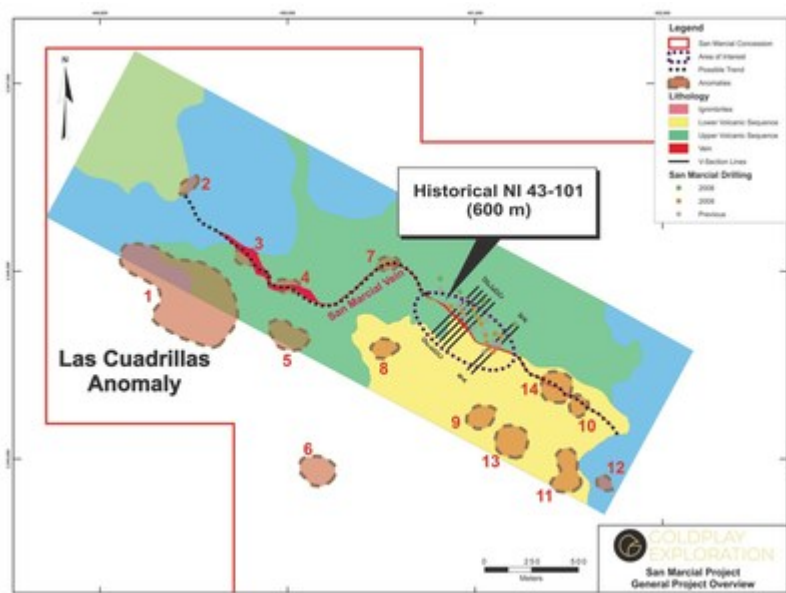 Legend
San Marcial Concession
Area of Interest
Possible Trend
Anomalies
Lithology
Ignimbrites
Lower Volcanic Sequence
Upper Volcanic Sequence
Vein
V-Section Lines
San Marcial Drilling
2008
Previous
N
Historical NI 43-101
(600 m)
2
3
4
7
1
San Marcial Vein
Las Cuadrillas
Anomaly
5
8
14
10
9
6
13
12
11
0
250
500
Meters
GOLDPLAY
EXPLORATION
San Marcial Project
General Project Overview